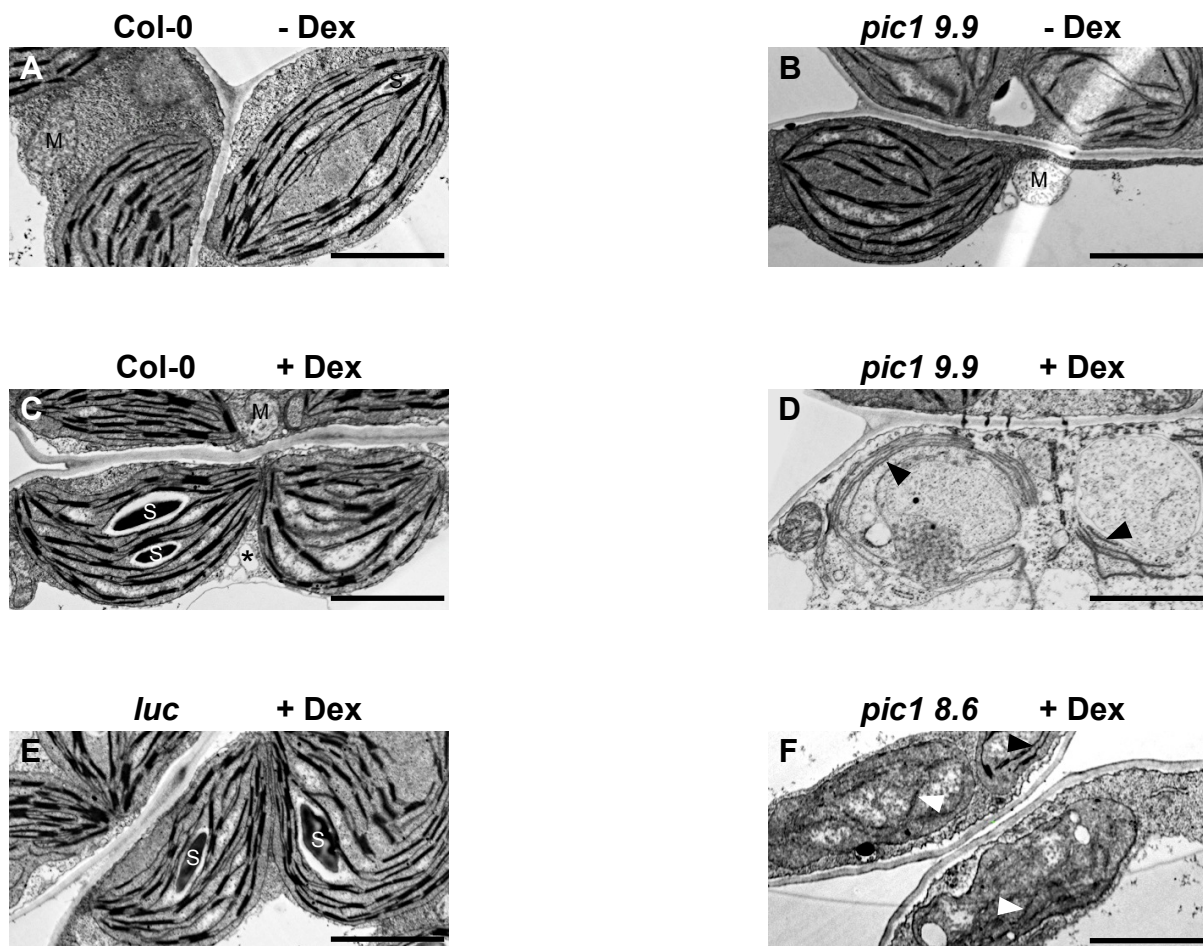 Col-0 - Dex
pic1 9.9 - Dex
A
S
M
B
M
Col-0 + Dex
pic1 9.9 + Dex
C
M
S
S
*
D
luc + Dex
pic1 8.6 + Dex
E
S
S
F